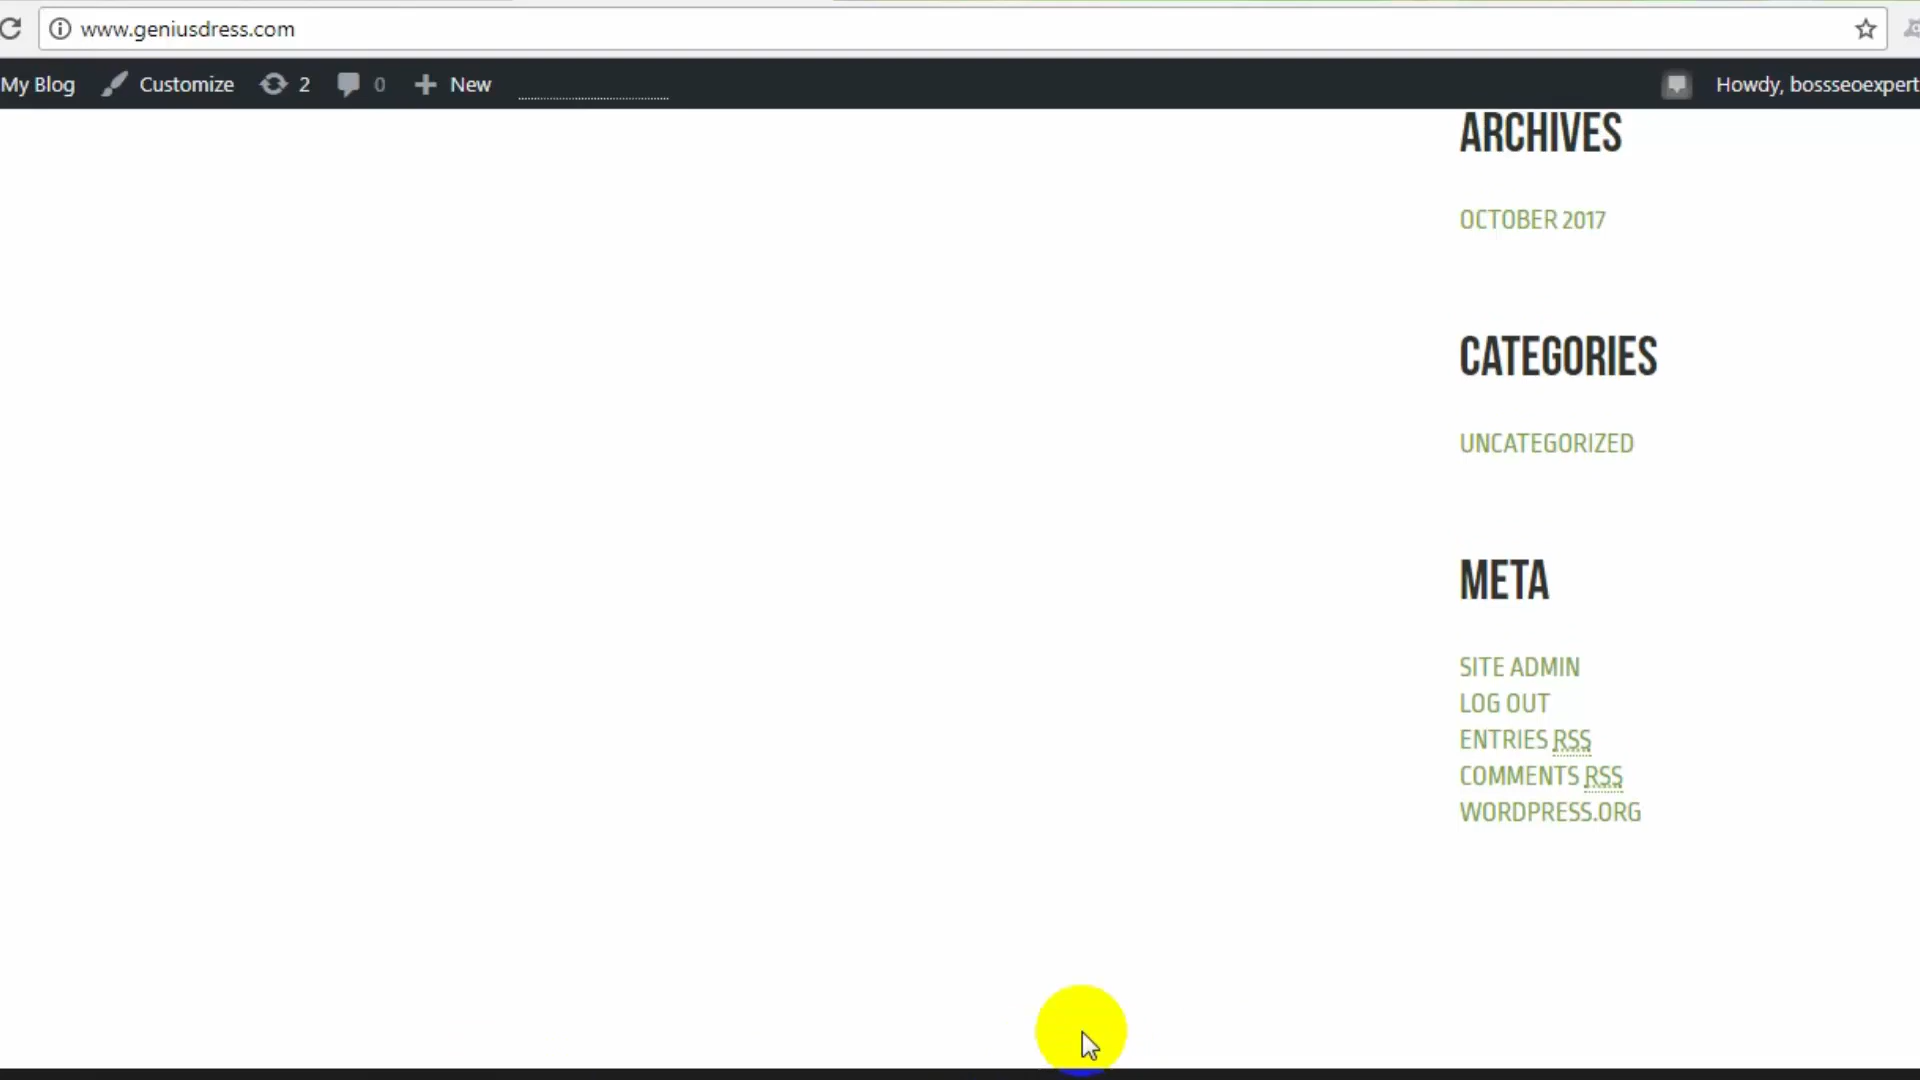 www.geniusdress.com
My Blog Customize 2 0 New Howdy, bossseoexpert
ARCHIVES
OCTOBER 2017
CATEGORIES
UNCATEGORIZED
META
SITE ADMIN
LOG OUT
ENTRIES RSS
COMMENTS RSS
WORDPRESS.ORG